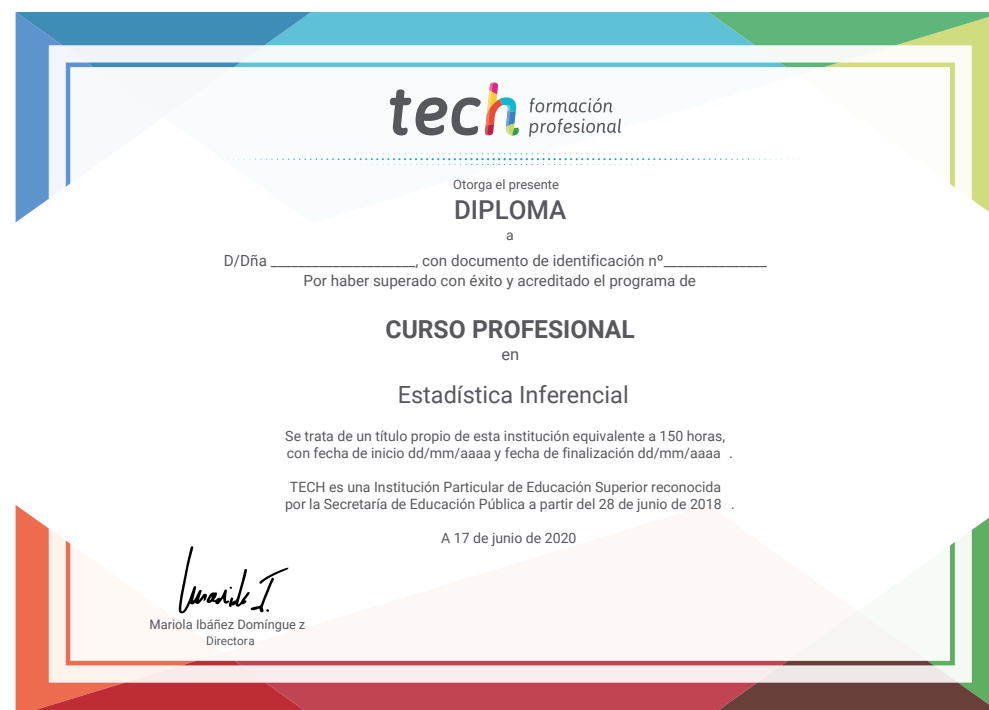 tech formación
profesional
Otorga el presente
DIPLOMA
a
D/Dña ___________________, con documento de identificación nº______________
Por haber superado con éxito y acreditado el programa de
CURSO PROFESIONAL
en
Estadística Inferencial
Se trata de un título propio de esta institución equivalente a 150 horas,
con fecha de inicio dd/mm/aaaa y fecha de finalización dd/mm/aaaa .
TECH es una Institución Particular de Educación Superior reconocida
por la Secretaría de Educación Pública a partir del 28 de junio de 2018 .
A 17 de junio de 2020
Mariola Ibáñez Domíngue z
Directora